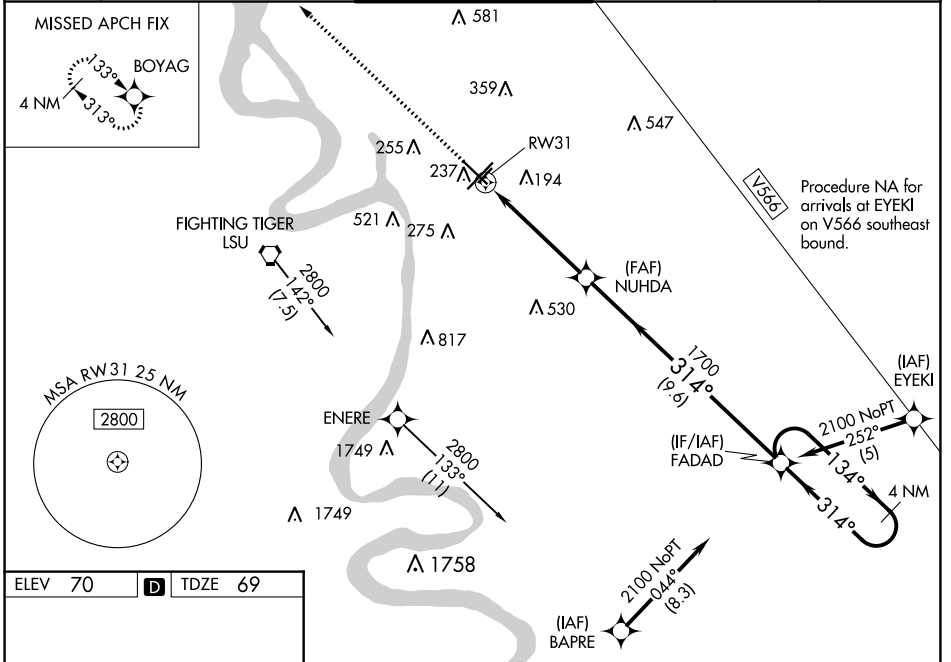 MISSED APCH FIX
BOYAG
133°
4 NM
313°
581
359
547
255
RW31
237
194
V566
Procedure NA for
arrivals at EYEKI
on V566 southeast
bound.
521
275
FIGHTING TIGER
LSU
2800
142°
(7.5)
(FAF)
NUHDA
530
817
1700
314°
(9.6)
(IAF)
EYEKI
MSA RW31 25 NM
2800
ENERE
1749
2800
133°
(11)
2100 NoPT
252°
(5)
(IF/IAF)
FADAD
134°
4 NM
314°
1749
1758
2100 NoPT
044°
(8.3)
(IAF)
BAPRE
ELEV 70 D TDZE 69